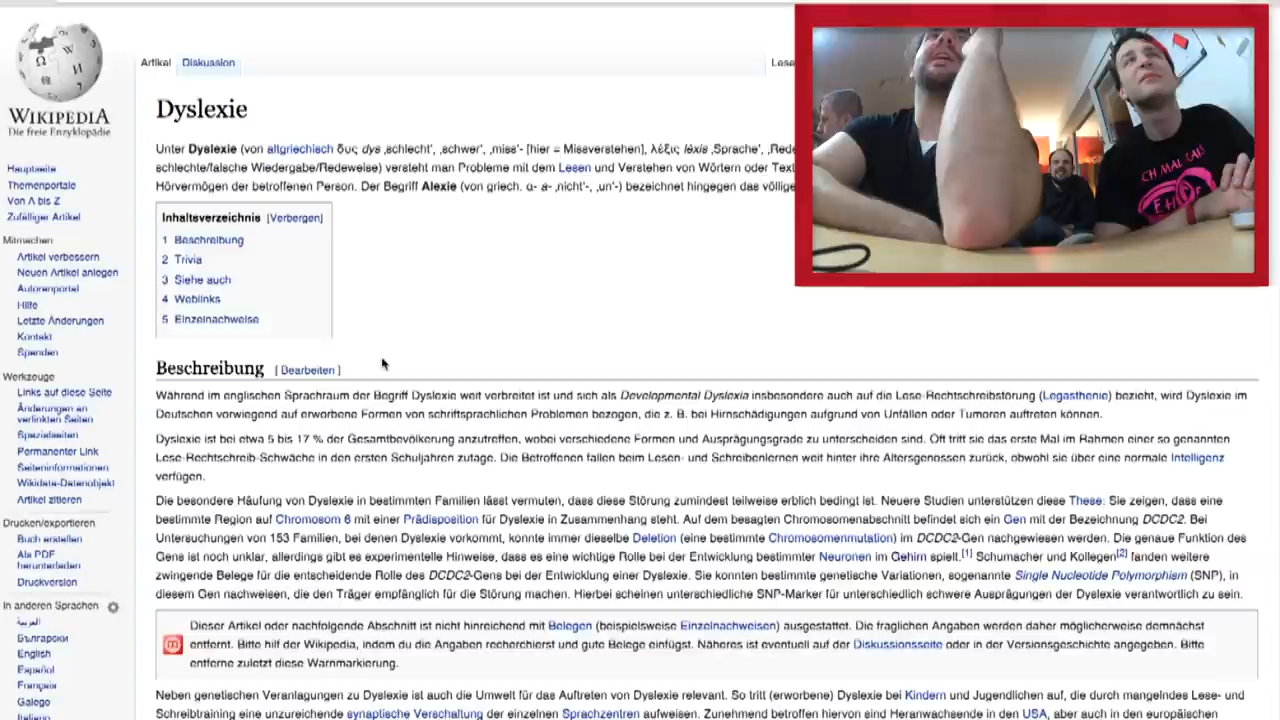 WIKIPEDIA
Die freie Enzyklopädie
Hauptseite
Themenportale
Von A bis Z
Zufälliger Artikel
Mitmachen
Artikel verbessern
Neuen Artikel anlegen
Autorenportal
Hilfe
Letzte Änderungen
Kontakt
Spenden
Werkzeuge
Links auf diese Seite
Änderungen an
verlinkten Seiten
Spezialseiten
Permanenter Link
Seiteninformationen
Wikidata-Datenobjekt
Artikel zitieren
Drucken/exportieren
Buch erstellen
Als PDF
herunterladen
Druckversion
In anderen Sprachen
العربية
Български
English
Español
Français
Galego
Italiano
Artikel Diskussion Lese
Dyslexie
Unter Dyslexie (von altgriechisch δυς dys ‚schlecht', ‚schwer', ‚miss'- [hier = Missverstehen], λέξις léxis ‚Sprache', ‚Rede
schlechte/falsche Wiedergabe/Redeweise) versteht man Probleme mit dem Lesen und Verstehen von Wörtern oder Text
Hörvermögen der betroffenen Person. Der Begriff Alexie (von griech. α- a- ‚nicht'-, ‚un'-) bezeichnet hingegen das völlige
Inhaltsverzeichnis [Verbergen]
1 Beschreibung
2 Trivia
3 Siehe auch
4 Weblinks
5 Einzelnachweise
Beschreibung [ Bearbeiten ]
Während im englischen Sprachraum der Begriff Dyslexie weit verbreitet ist und sich als Developmental Dyslexia insbesondere auch auf die Lese-Rechtschreibstörung (Legasthenie) bezieht, wird Dyslexie im
Deutschen vorwiegend auf erworbene Formen von schriftsprachlichen Problemen bezogen, die z. B. bei Hirnschädigungen aufgrund von Unfällen oder Tumoren auftreten können.
Dyslexie ist bei etwa 5 bis 17 % der Gesamtbevölkerung anzutreffen, wobei verschiedene Formen und Ausprägungsgrade zu unterscheiden sind. Oft tritt sie das erste Mal im Rahmen einer so genannten
Lese-Rechtschreib-Schwäche in den ersten Schuljahren zutage. Die Betroffenen fallen beim Lesen- und Schreibenlernen weit hinter ihre Altersgenossen zurück, obwohl sie über eine normale Intelligenz
verfügen.
Die besondere Häufung von Dyslexie in bestimmten Familien lässt vermuten, dass diese Störung zumindest teilweise erblich bedingt ist. Neuere Studien unterstützen diese These: Sie zeigen, dass eine
bestimmte Region auf Chromosom 6 mit einer Prädisposition für Dyslexie in Zusammenhang steht. Auf dem besagten Chromosomenabschnitt befindet sich ein Gen mit der Bezeichnung DCDC2. Bei
Untersuchungen von 153 Familien, bei denen Dyslexie vorkommt, konnte immer dieselbe Deletion (eine bestimmte Chromosomenmutation) im DCDC2-Gen nachgewiesen werden. Die genaue Funktion des
Gens ist noch unklar, allerdings gibt es experimentelle Hinweise, dass es eine wichtige Rolle bei der Entwicklung bestimmter Neuronen im Gehirn spielt.[1] Schumacher und Kollegen[2] fanden weitere
zwingende Belege für die entscheidende Rolle des DCDC2-Gens bei der Entwicklung einer Dyslexie. Sie konnten bestimmte genetische Variationen, sogenannte Single Nucleotide Polymorphism (SNP), in
diesem Gen nachweisen, die den Träger empfänglich für die Störung machen. Hierbei scheinen unterschiedliche SNP-Marker für unterschiedlich schwere Ausprägungen der Dyslexie verantwortlich zu sein.
Dieser Artikel oder nachfolgende Abschnitt ist nicht hinreichend mit Belegen (beispielsweise Einzelnachweisen) ausgestattet. Die fraglichen Angaben werden daher möglicherweise demnächst
entfernt. Bitte hilf der Wikipedia, indem du die Angaben recherchierst und gute Belege einfügst. Näheres ist eventuell auf der Diskussionsseite oder in der Versionsgeschichte angegeben. Bitte
entferne zuletzt diese Warnmarkierung.
Neben genetischen Veranlagungen zu Dyslexie ist auch die Umwelt für das Auftreten von Dyslexie relevant. So tritt (erworbene) Dyslexie bei Kindern und Jugendlichen auf, die durch mangelndes Lese- und
Schreibtraining eine unzureichende synaptische Verschaltung der einzelnen Sprachzentren aufweisen. Zunehmend betroffen hiervon sind Heranwachsende in den USA, aber auch in den europäischen
ICH MAL CAIS